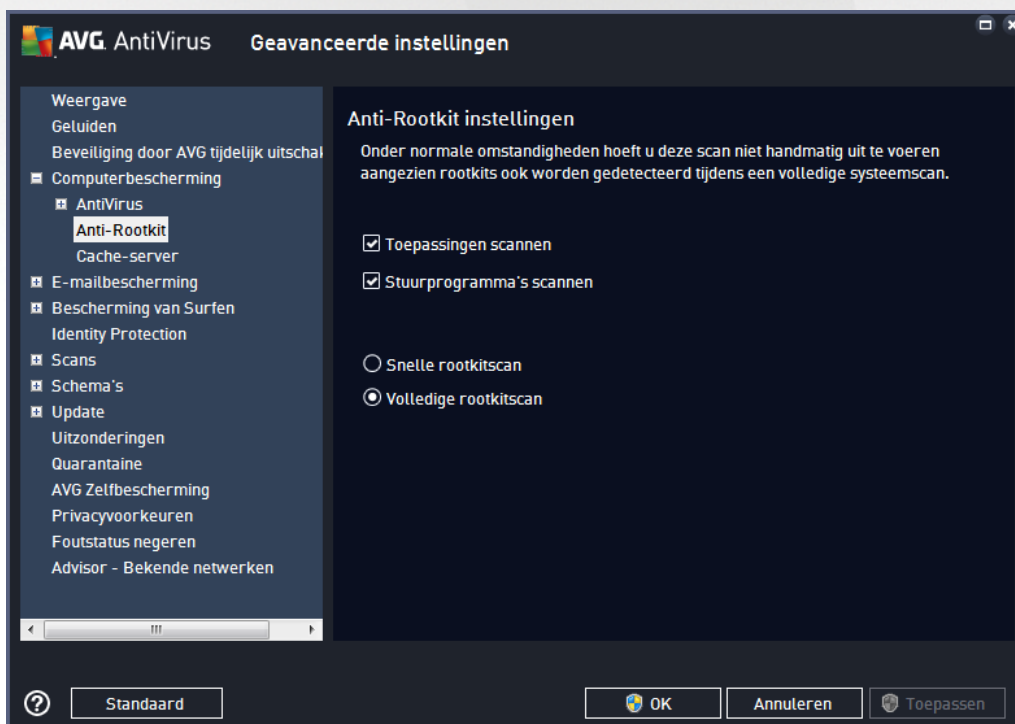 AVG. AntiVirus Geavanceerde instellingen
Weergave
Geluiden
Beveiliging door AVG tijdelijk uitschal
Computerbescherming
AntiVirus
Anti-Rootkit
Cache-server
E-mailbescherming
Bescherming van Surfen
Identity Protection
Scans
Schema's
Update
Uitzonderingen
Quarantaine
AVG Zelfbescherming
Privacyvoorkeuren
Foutstatus negeren
Advisor - Bekende netwerken
Anti-Rootkit instellingen
Onder normale omstandigheden hoeft u deze scan niet handmatig uit te voeren
aangezien rootkits ook worden gedetecteerd tijdens een volledige systeemscan.
Toepassingen scannen
Stuurprogramma's scannen
Snelle rootkitscan
Volledige rootkitscan
? Standaard OK Annuleren Toepassen